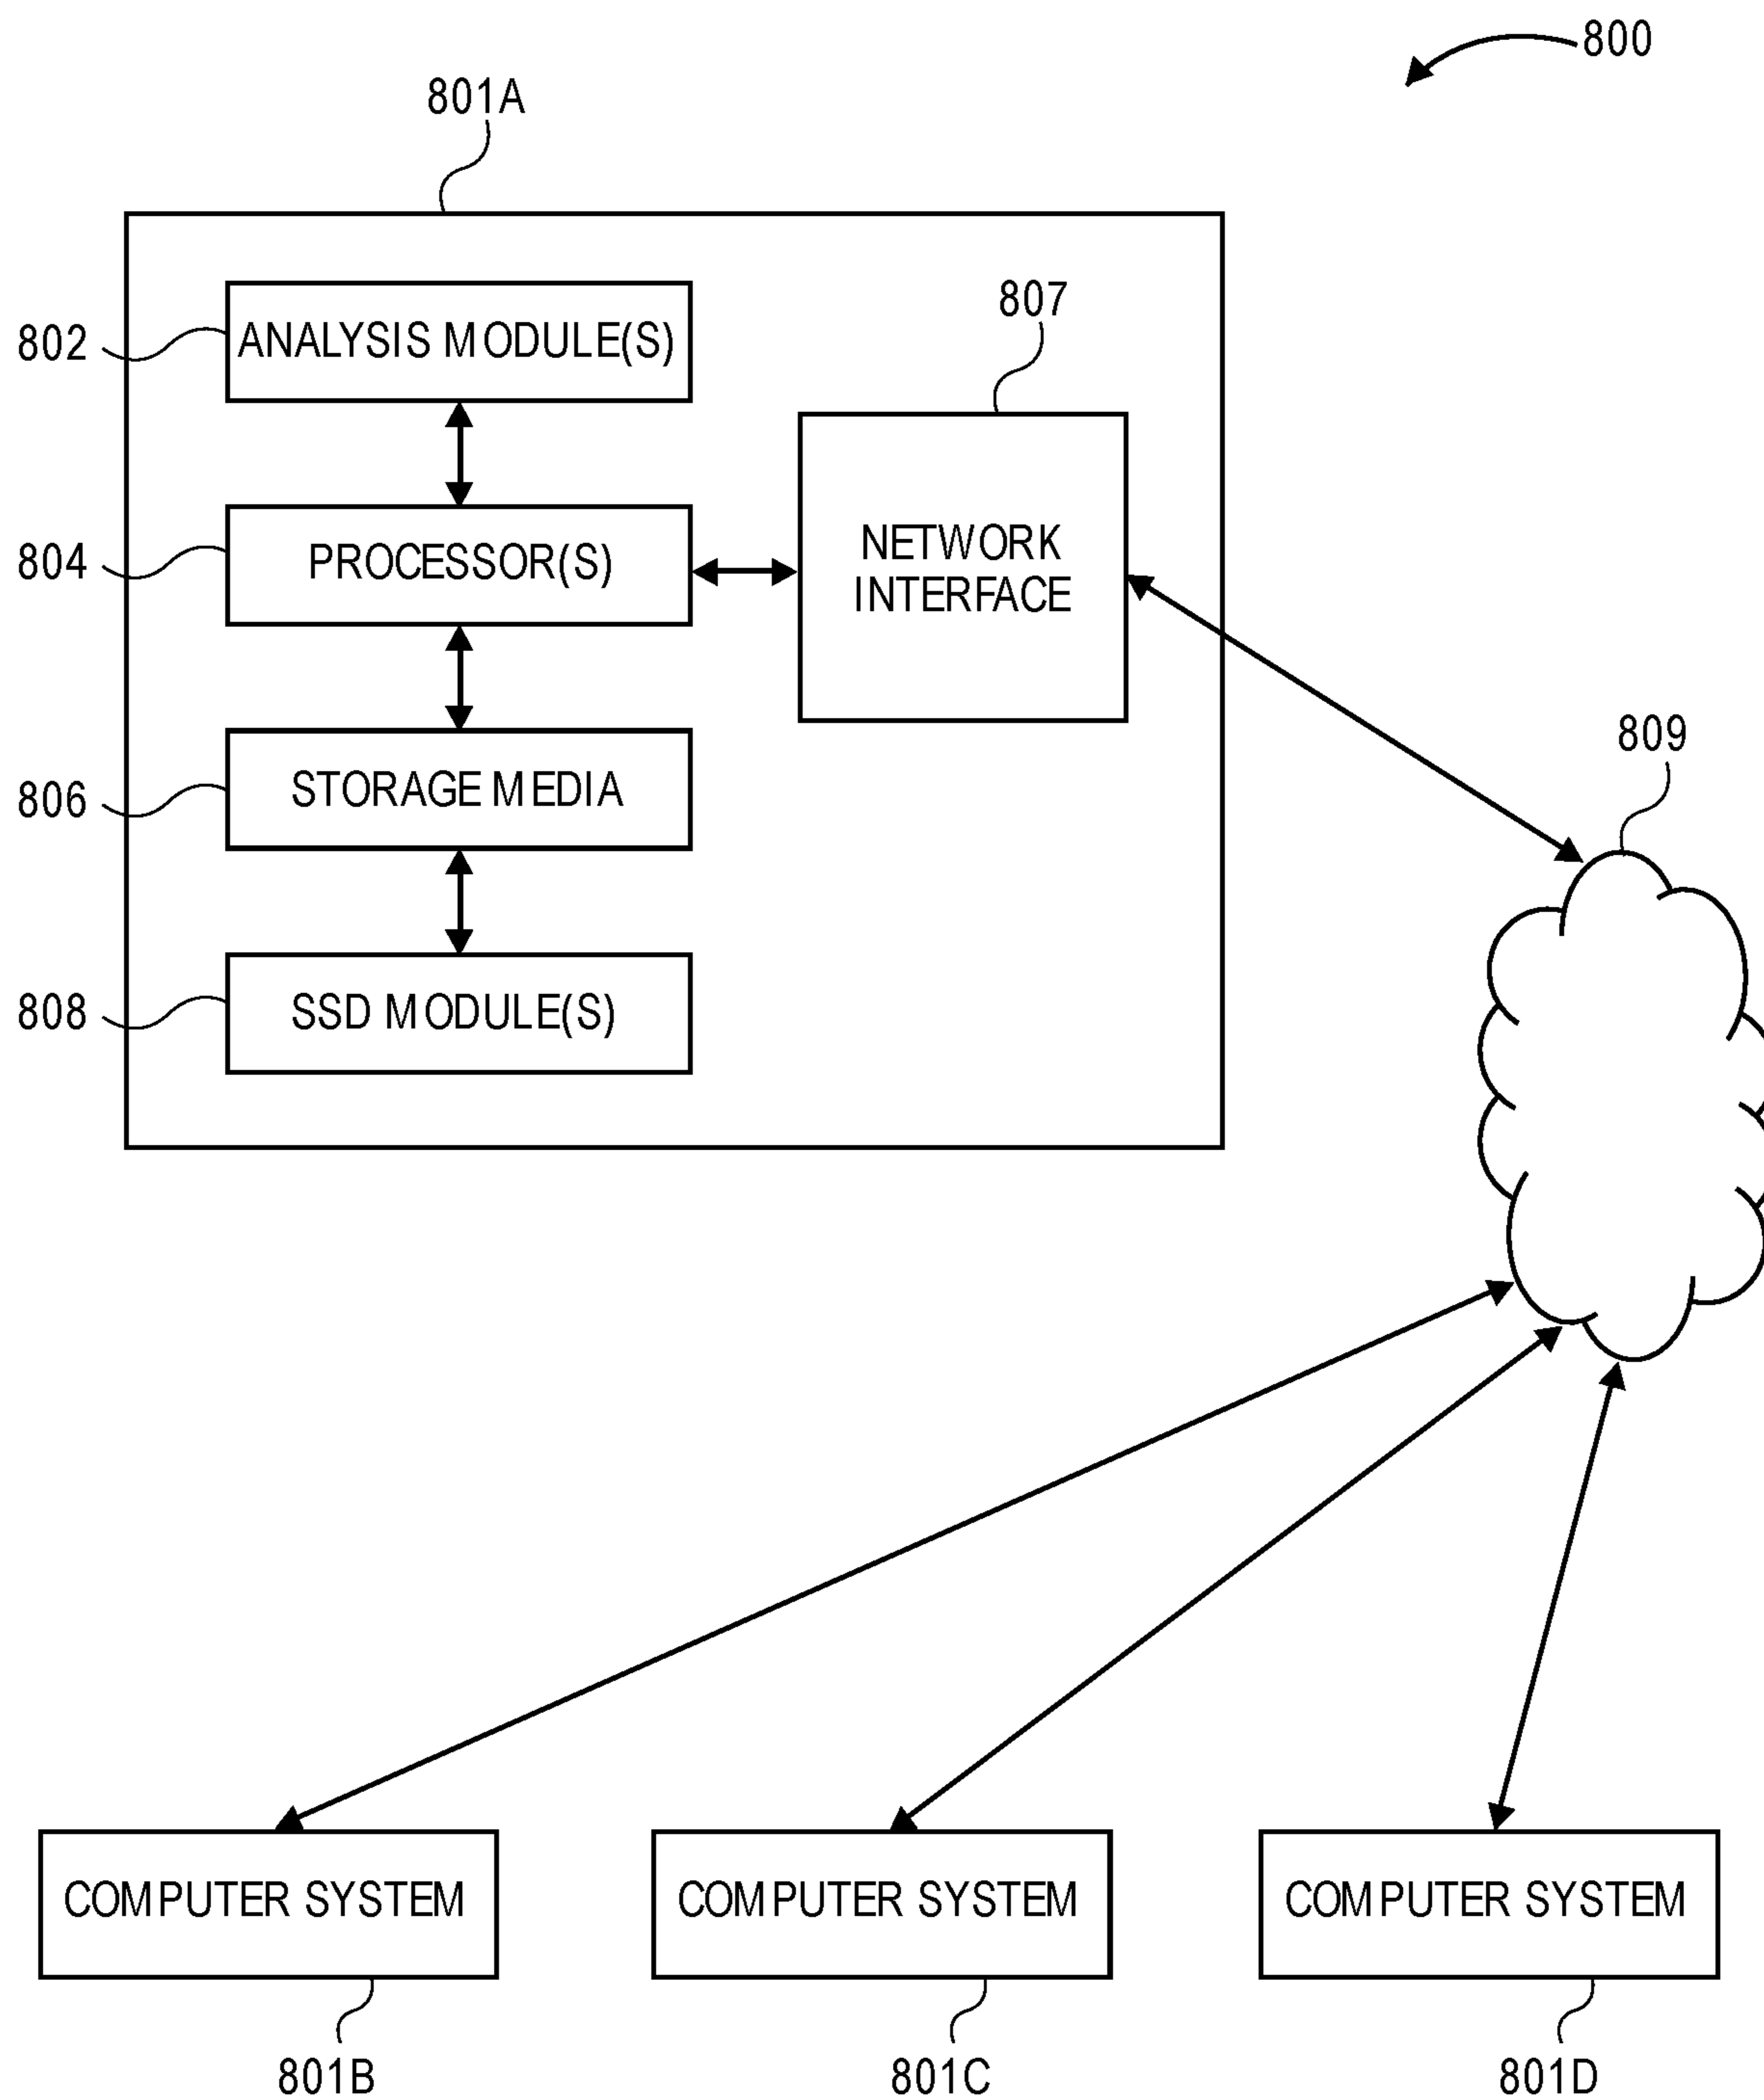 800
801A
807
802
ANALYSIS MODULE(S)
804
PROCESSOR(S)
NETWORK
INTERFACE
809
806
STORAGE MEDIA
808
SSD MODULE(S)
COMPUTER SYSTEM
COMPUTER SYSTEM
COMPUTER SYSTEM
801B
801C
801D